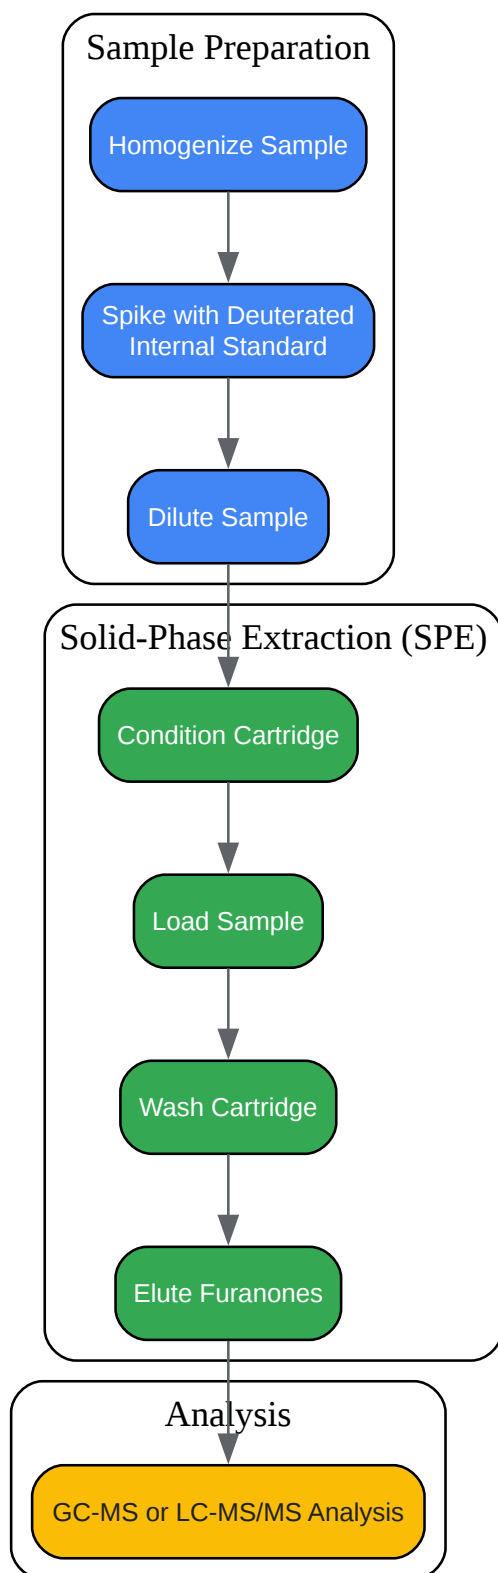 Sample Preparation
Homogenize Sample
Spike with Deuterated
Internal Standard
Dilute Sample
Solid-Phase Extraction (SPE)
Condition Cartridge
Load Sample
Wash Cartridge
Elute Furanones
Analysis
GC-MS or LC-MS/MS Analysis